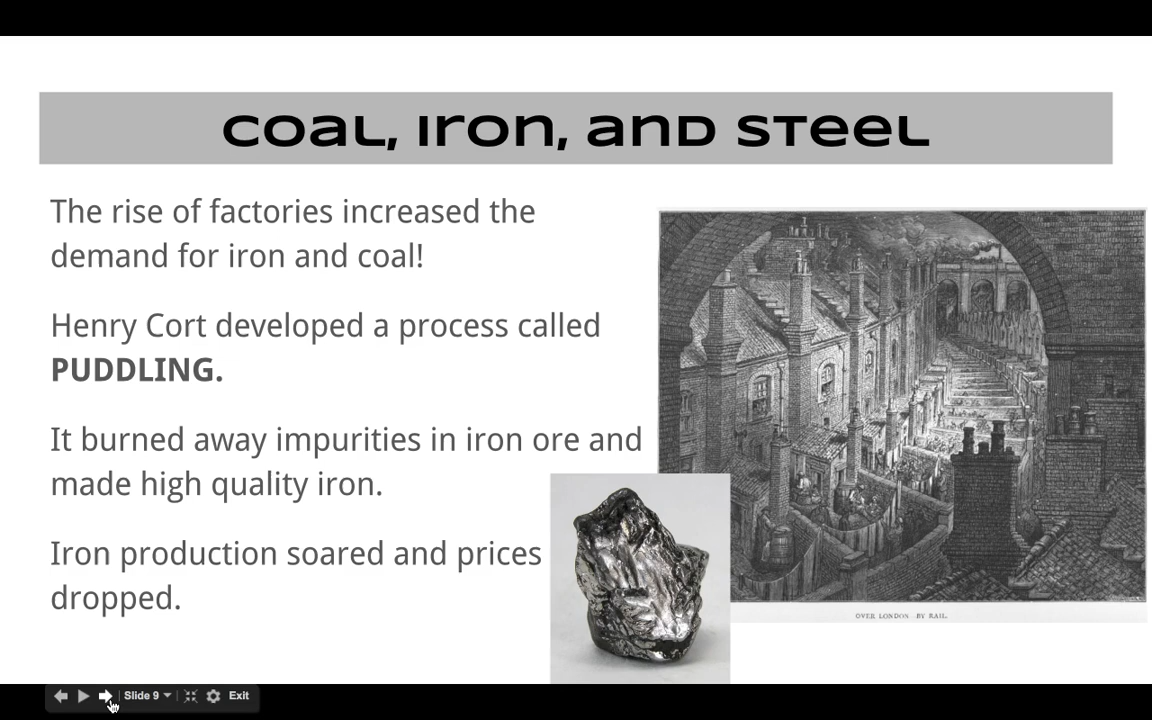 Coal, Iron, and Steel
The rise of factories increased the
demand for iron and coal!
Henry Cort developed a process called
PUDDLING.
It burned away impurities in iron ore and
made high quality iron.
Iron production soared and prices
dropped.
OVER LONDON BY RAIL.
Slide 9
Exit